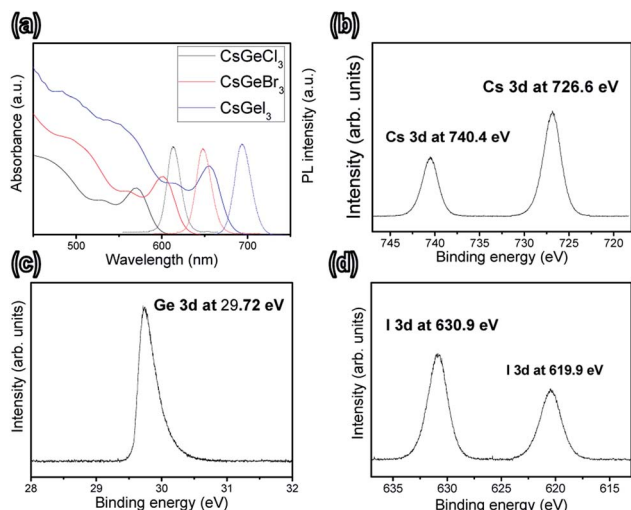 (a)
CsGeCl3
CsGeBr3
CsGeI3
Absorbance (a.u.)
PL intensity (a.u.)
500 600 700
Wavelength (nm)
(b)
Cs 3d at 726.6 eV
Cs 3d at 740.4 eV
Intensity (arb. units)
745 740 735 730 725 720
Binding energy (eV)
(c)
Ge 3d at 29.72 eV
Intensity (arb. units)
28 29 30 31 32
Binding energy (eV)
(d)
I 3d at 630.9 eV
I 3d at 619.9 eV
Intensity (arb. units)
635 630 625 620 615
Binding energy (eV)